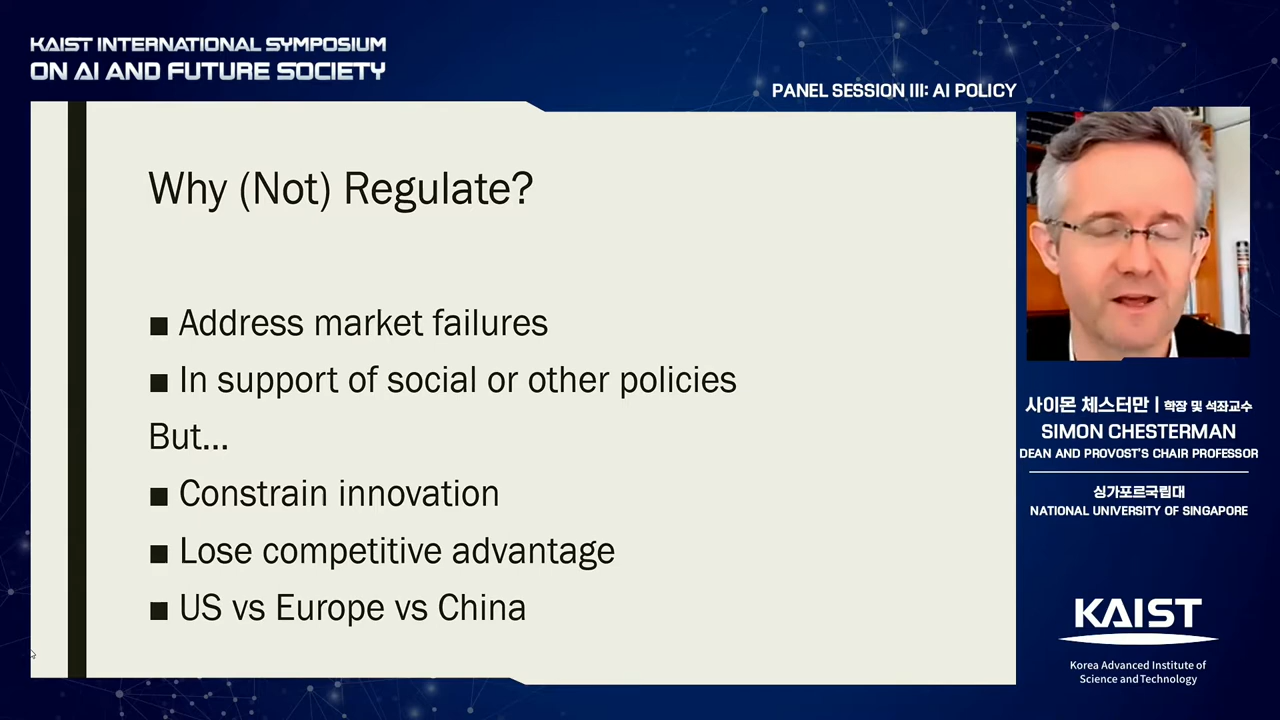 KAIST INTERNATIONAL SYMPOSIUM
ON AI AND FUTURE SOCIETY
PANEL SESSION III: AI POLICY
Why (Not) Regulate?
■ Address market failures
■ In support of social or other policies
But...
■ Constrain innovation
■ Lose competitive advantage
■ US vs Europe vs China
사이몬 체스터만 | 학장 및 석좌교수
SIMON CHESTERMAN
DEAN AND PROVOST'S CHAIR PROFESSOR
싱가포르국립대
NATIONAL UNIVERSITY OF SINGAPORE
KAIST
Korea Advanced Institute of
Science and Technology